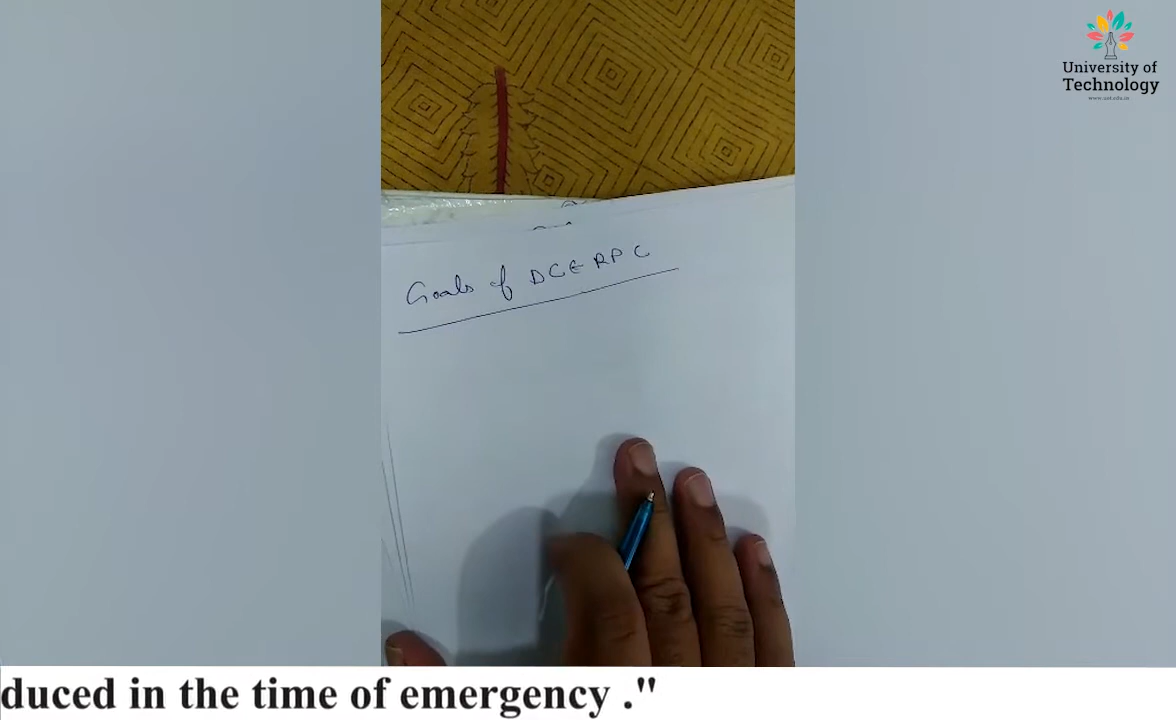 University of
Technology
Goals of DCE RPC
duced in the time of emergency ."